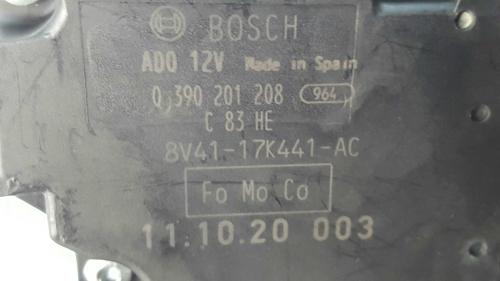 BOSCH
ADO 12V Made in Spain
0 390 201 208 964
C 83 HE
8V41-17K441-AC
Fo Mo Co
11.10.20 003